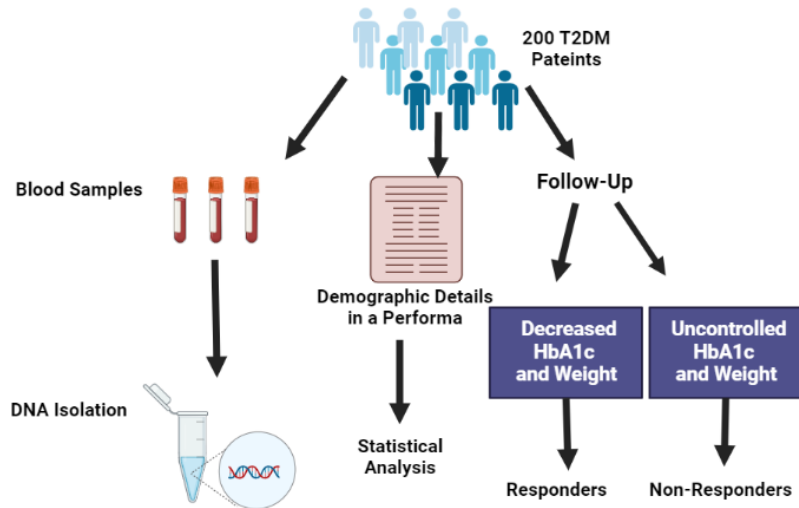 200 T2DM
Pateints
Blood Samples
Follow-Up
Demographic Details
in a Performa
Decreased
HbA1c
and Weight
Uncontrolled
HbA1c
and Weight
DNA Isolation
Statistical
Analysis
Responders
Non-Responders